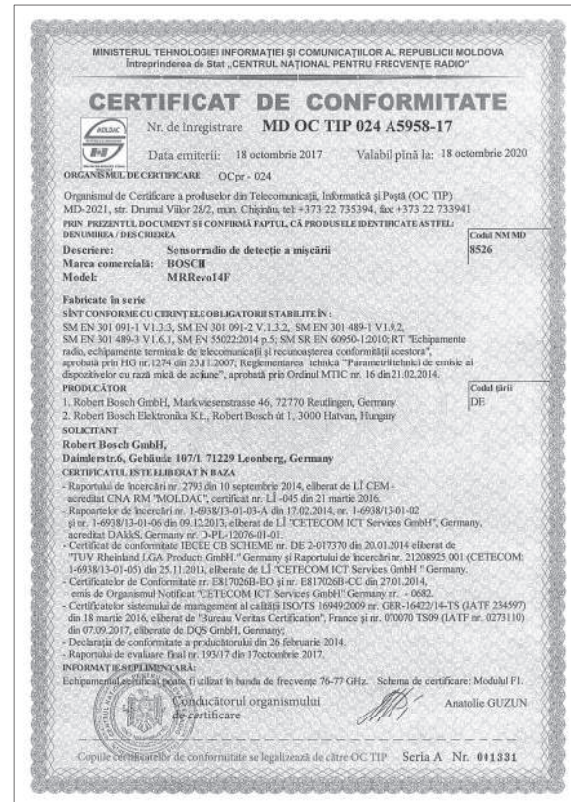 MINISTERUL TEHNOLOGIEI INFORMAȚIEI ȘI COMUNICAȚIILOR AL REPUBLICII MOLDOVA
Întreprinderea de Stat „CENTRUL NAȚIONAL PENTRU FRECVENȚE RADIO"
CERTIFICAT DE CONFORMITATE
MOLDAC
Nr. de înregistrare MD OC TIP 024 A5958-17
Data emiterii: 18 octombrie 2017 Valabil pînă la: 18 octombrie 2020
ORGANISMUL DE CERTIFICARE OCpr - 024
Organismul de Certificare a produselor din Telecomunicații, Informatică și Poștă (OC TIP)
MD-2021, str. Drumul Viilor 28/2, mun. Chișinău, tel: +373 22 735394, fax +373 22 733941
PRIN PREZENTUL DOCUMENT SE CONFIRMĂ FAPTUL, CĂ PRODUSELE IDENTIFICATE ASTFEL:
DENUMIREA / DESCRIEREA Codul NM MD
Descriere: Sensorradio de detecție a mișcării 8526
Marca comercială: BOSCH
Model: MRRevo14F
Fabricate în serie
SÎNT CONFORME CU CERINȚELE OBLIGATORII STABILITE ÎN :
SM EN 301 091-1 V1.3.3, SM EN 301 091-2 V.1.3.2, SM EN 301 489-1 V1.9.2,
SM EN 301 489-3 V1.6.1, SM EN 55022:2014 p.5; SM SR EN 60950-1:2010; RT "Echipamente
radio, echipamente terminale de telecomunicații și recunoașterea conformității acestora",
aprobată prin HG nr.1274 din 23.11.2007; Reglementarea tehnica "Parametrii tehnici de emisie ai
dispozitivelor cu rază mică de acțiune", aprobată prin Ordinul MTIC nr. 16 din 21.02.2014.
PRODUCĂTOR Codul țării
1. Robert Bosch GmbH, Markwiesenstrasse 46, 72770 Reutlingen, Germany DE
2. Robert Bosch Elektronika Kt., Robert Bosch út 1, 3000 Hatvan, Hungary
SOLICITANT
Robert Bosch GmbH,
Daimlerstr.6, Gebäude 107/1 71229 Leonberg, Germany
CERTIFICATUL ESTE ELIBERAT ÎN BAZA
- Raportului de încercări nr. 2793 din 10 septembrie 2014, eliberat de LÎ CEM -
acreditat CNA RM "MOLDAC", certificat nr. LÎ -045 din 21 martie 2016.
- Rapoartelor de încercări nr. 1-6938/13-01-03-A din 17.02.2014, nr. 1-6938/13-01-02
și nr. 1-6938/13-01-06 din 09.12.2013, eliberat de LÎ "CETECOM ICT Services GmbH", Germany,
acreditat DAkkS, Germany nr. D-PL-12076-01-01.
- Certificat de conformitate IECEE CB SCHEME nr. DE 2-017370 din 20.01.2014 eliberat de
"TUV Rheinland LGA Products GmbH." Germany și Raportului de încercări nr. 21208925 001 (CETECOM:
1-6938/13-01-05) din 25.11.2013, eliberat de LÎ "CETECOM ICT Services GmbH", Germany.
- Certificatelor de Conformitate nr. E817026B-EO și nr. E817026B-CC din 27.01.2014,
emis de Organismul Notificat "CETECOM ICT Services GmbH" Germany nr. - 0682.
- Certificatelor sistemului de management al calității ISO/TS 16949:2009 nr. GER-16422/14-TS (IATF 234597)
din 18 martie 2016, eliberat de "Bureau Veritas Certification", France și nr. 070070 TS09 (IATF nr. 0273110)
din 07.09.2017, eliberate de DQS GmbH, Germany;
- Declarația de conformitate a producătorului din 26 februarie 2014.
- Raportului de evaluare final nr. 193/17 din 17octombrie 2017.
INFORMAȚIE SUPLIMENTARĂ:
Echipamentul certificat poate fi utilizat în banda de frecvențe 76-77 GHz. Schema de certificare: Modulul F1.
Conducătorul organismului
de certificare Anatolie GUZUN
Copiile certificatelor de conformitate se legalizează de către OC TIP Seria A Nr. 001331